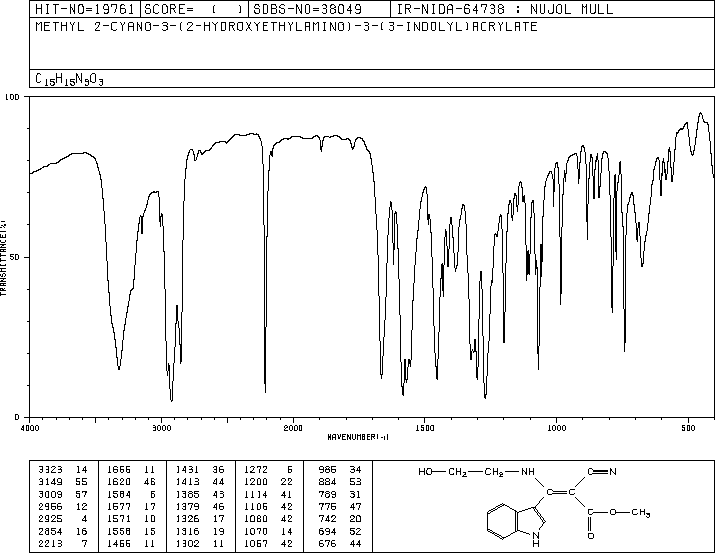 HIT-NO=19761 SCORE= ( ) SDBS-NO=38049 IR-NIDA-64738 : NUJOL MULL
METHYL 2-CYANO-3-(2-HYDROXYETHYLAMINO)-3-(3-INDOLYL)ACRYLATE
C15H15N3O3
100
TRANSMITTANCE(%)
50
0
4000 3000 2000 1500 1000 500
WAVENUMBER(-1)
3323 14 1666 11 1431 36 1272 6 986 34
3149 55 1620 46 1413 44 1200 22 884 53
3009 57 1584 6 1385 43 1114 41 789 31
2956 12 1577 17 1379 46 1106 42 776 47
2925 4 1571 10 1326 17 1080 42 742 20
2854 16 1558 15 1316 19 1070 14 694 52
2213 7 1466 11 1302 11 1067 42 676 44
HO CH2 CH2 NH C N
C C
C O CH3
O
N
H